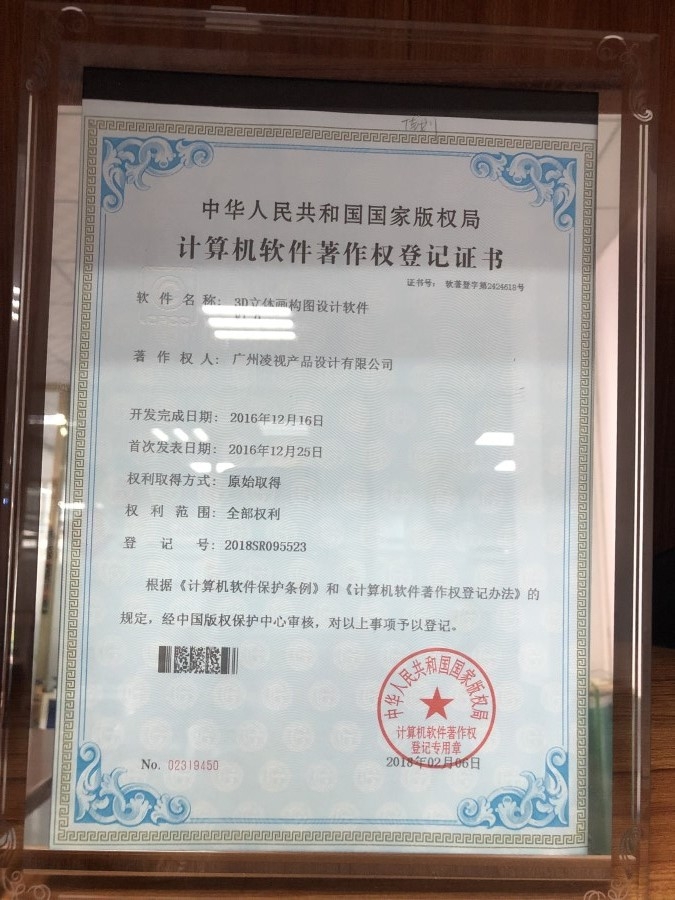 中华人民共和国国家版权局
计算机软件著作权登记证书
证书号： 软著登字第2424618号
软件名称： 3D立体画构图设计软件
V1.0
著作权人： 广州凌视产品设计有限公司
开发完成日期： 2016年12月16日
首次发表日期： 2016年12月25日
权利取得方式： 原始取得
权利范围： 全部权利
登记号： 2018SR095523
根据《计算机软件保护条例》和《计算机软件著作权登记办法》的
规定，经中国版权保护中心审核，对以上事项予以登记。
中华人民共和国国家版权局
计算机软件著作权
登记专用章
No. 02319450
2018年02月06日